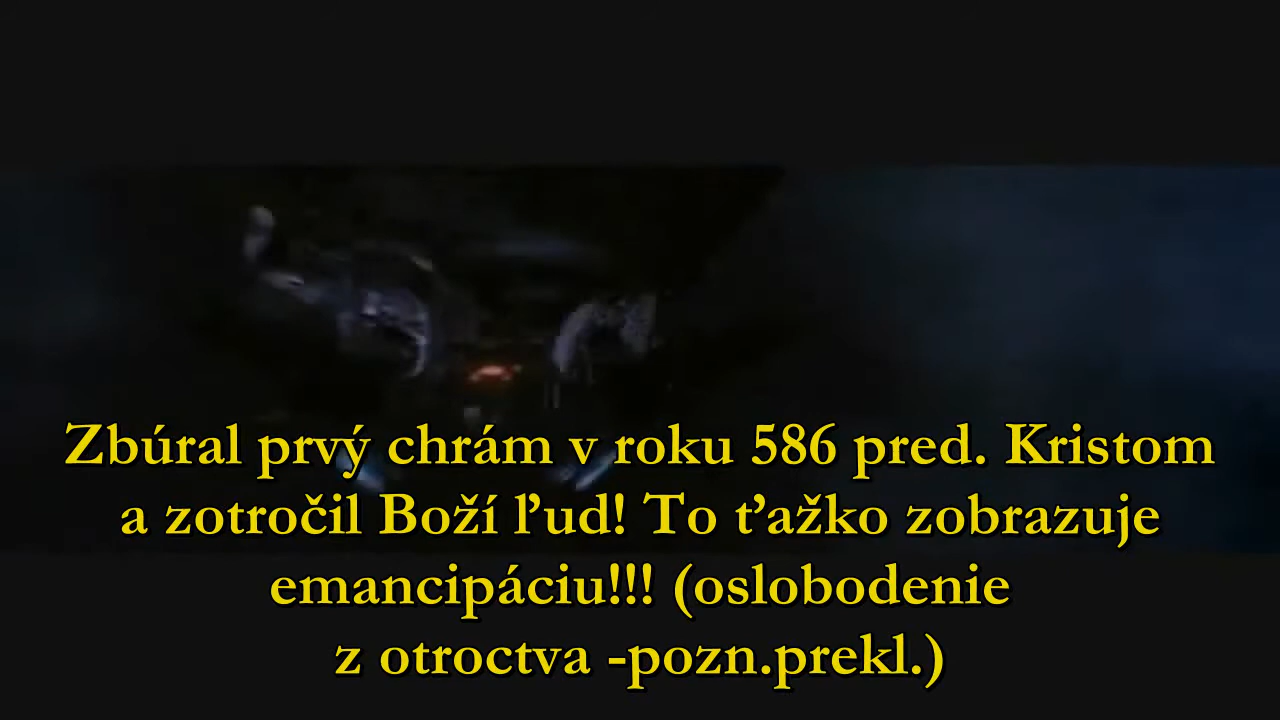 Zbúral prvý chrám v roku 586 pred. Kristom
a zotročil Boží ľud! To ťažko zobrazuje
emancipáciu!!! (oslobodenie
z otroctva -pozn.prekl.)